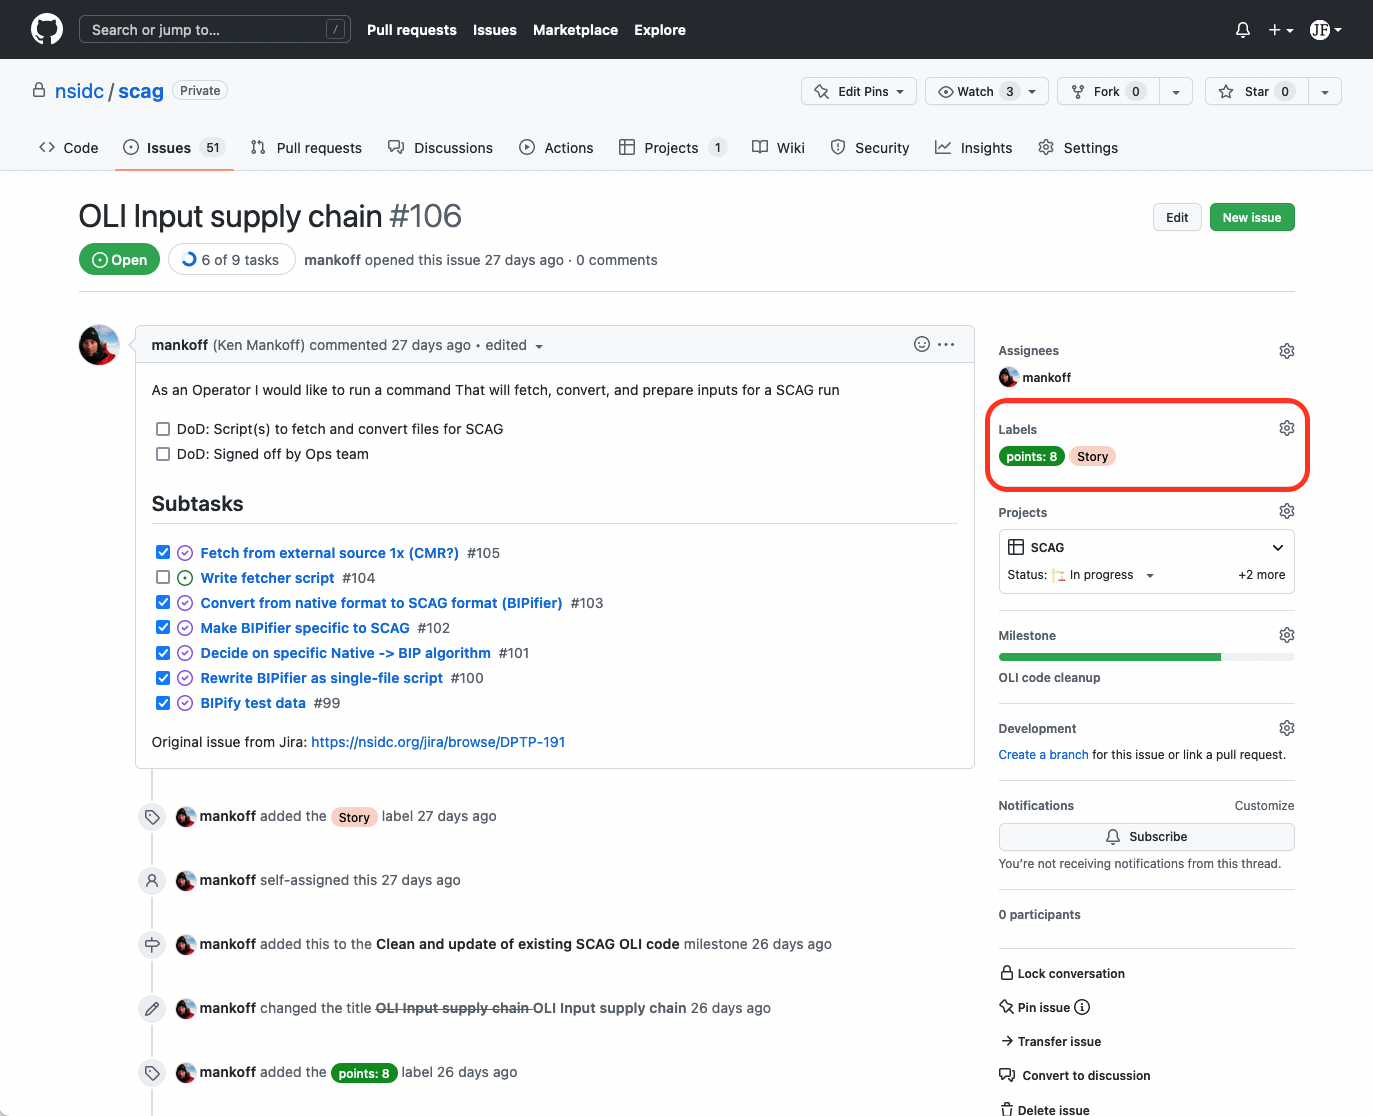 Search or jump to... /
Pull requests Issues Marketplace Explore
JF
nsidc / scag Private
Edit Pins Watch 3 Fork 0 Star 0
Code Issues 51 Pull requests Discussions Actions Projects 1 Wiki Security Insights Settings
OLI Input supply chain #106
Edit New issue
Open 6 of 9 tasks mankoff opened this issue 27 days ago · 0 comments
mankoff (Ken Mankoff) commented 27 days ago • edited
As an Operator I would like to run a command That will fetch, convert, and prepare inputs for a SCAG run
DoD: Script(s) to fetch and convert files for SCAG
DoD: Signed off by Ops team
Subtasks
Fetch from external source 1x (CMR?) #105
Write fetcher script #104
Convert from native format to SCAG format (BIPifier) #103
Make BIPifier specific to SCAG #102
Decide on specific Native -> BIP algorithm #101
Rewrite BIPifier as single-file script #100
BIPify test data #99
Original issue from Jira: https://nsidc.org/jira/browse/DPTP-191
mankoff added the Story label 27 days ago
mankoff self-assigned this 27 days ago
mankoff added this to the Clean and update of existing SCAG OLI code milestone 26 days ago
mankoff changed the title OLI Input supply chain OLI Input supply chain 26 days ago
mankoff added the points: 8 label 26 days ago
Assignees
mankoff
Labels
points: 8 Story
Projects
SCAG
Status: In progress +2 more
Milestone
OLI code cleanup
Development
Create a branch for this issue or link a pull request.
Notifications Customize
Subscribe
You're not receiving notifications from this thread.
0 participants
Lock conversation
Pin issue
Transfer issue
Convert to discussion
Delete issue